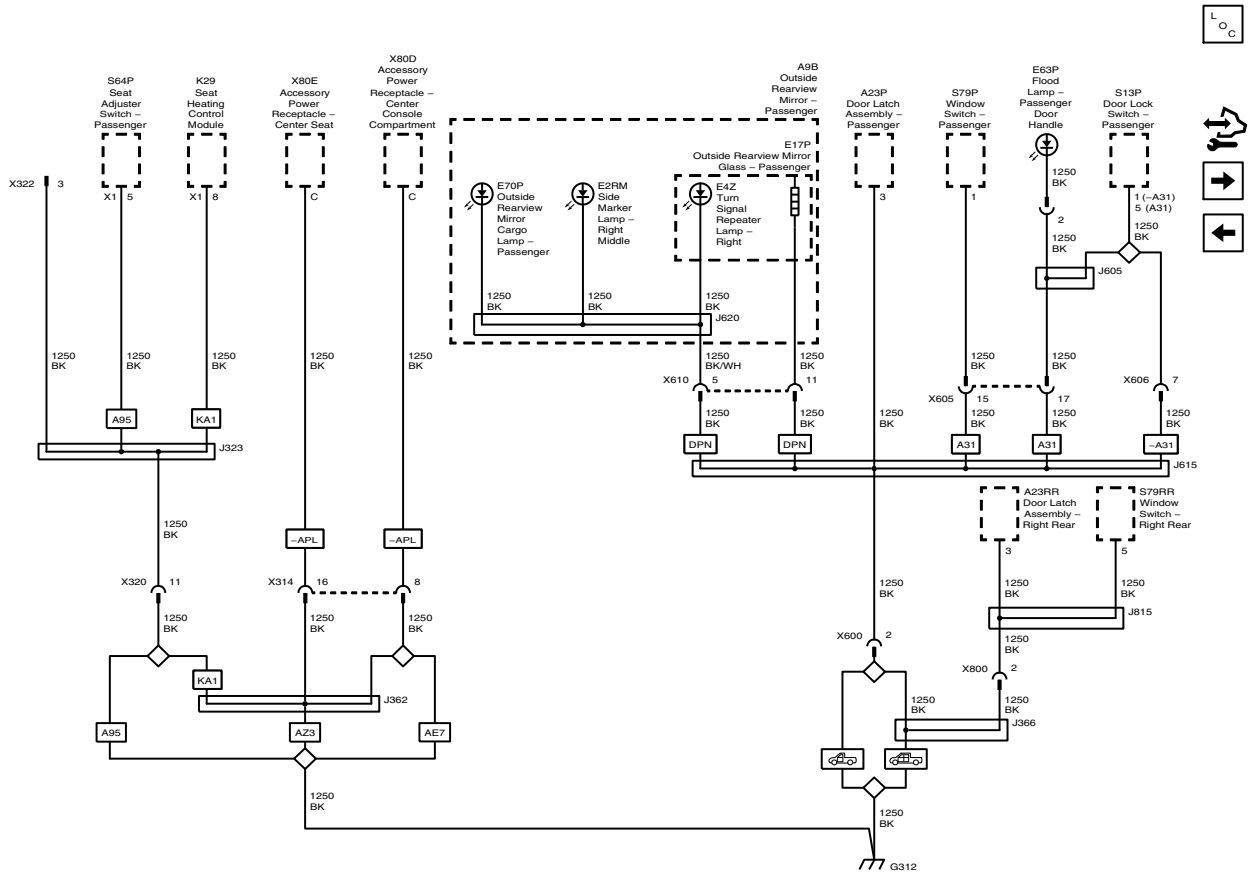 L
O
C
S64P
Seat
Adjuster
Switch –
Passenger
K29
Seat
Heating
Control
Module
X80E
Accessory
Power
Receptacle –
Center Seat
X80D
Accessory
Power
Receptacle –
Center
Console
Compartment
A9B
Outside
Rearview
Mirror –
Passenger
A23P
Door Latch
Assembly –
Passenger
S79P
Window
Switch –
Passenger
E63P
Flood
Lamp –
Passenger
Door
Handle
S13P
Door Lock
Switch –
Passenger
E17P
Outside Rearview Mirror
Glass – Passenger
X322 3
X1 5
X1 8
C
C
E70P
Outside
Rearview
Mirror
Cargo
Lamp –
Passenger
E2RM
Side
Marker
Lamp –
Right
Middle
E4Z
Turn
Signal
Repeater
Lamp –
Right
3
1
1250
BK
2
1250
BK
1 (–A31)
5 (A31)
1250
BK
J605
1250
BK
1250
BK
1250
BK
J620
1250
BK
1250
BK
1250
BK
1250
BK
1250
BK
1250
BK/WH
1250
BK
1250
BK
1250
BK
X610 5
11
X605 15
17
X606 7
1250
BK
1250
BK
1250
BK
1250
BK
1250
BK
1250
BK
A95
KA1
J323
DPN
DPN
A31
A31
–A31
J615
A23RR
Door Latch
Assembly –
Right Rear
S79RR
Window
Switch –
Right Rear
1250
BK
–APL
–APL
3
5
X320 11
X314 16
8
1250
BK
1250
BK
1250
BK
J815
1250
BK
1250
BK
1250
BK
X600 2
1250
BK
X800 2
KA1
J362
1250
BK
1250
BK
J366
A95
AZ3
AE7
1250
BK
1250
BK
G312